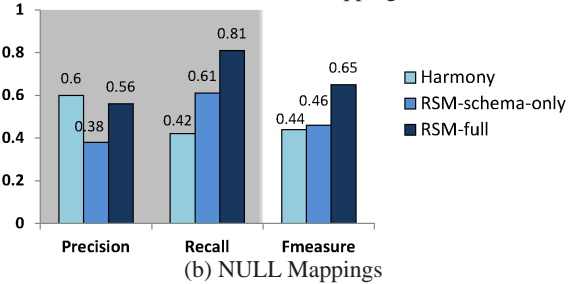 1
0.8
0.6
0.4
0.2
0
0.6
0.38
0.56
0.42
0.61
0.81
0.44
0.46
0.65
Precision
Recall
Fmeasure
Harmony
RSM-schema-only
RSM-full
(b) NULL Mappings